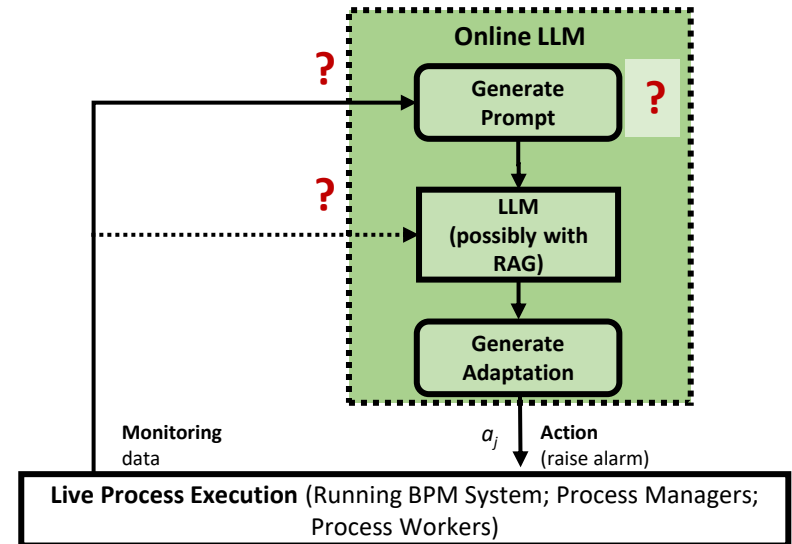 Online LLM
?
Generate
Prompt
?
?
LLM
(possibly with
RAG)
Generate
Adaptation
Monitoring
data
aj
Action
(raise alarm)
Live Process Execution (Running BPM System; Process Managers;
Process Workers)